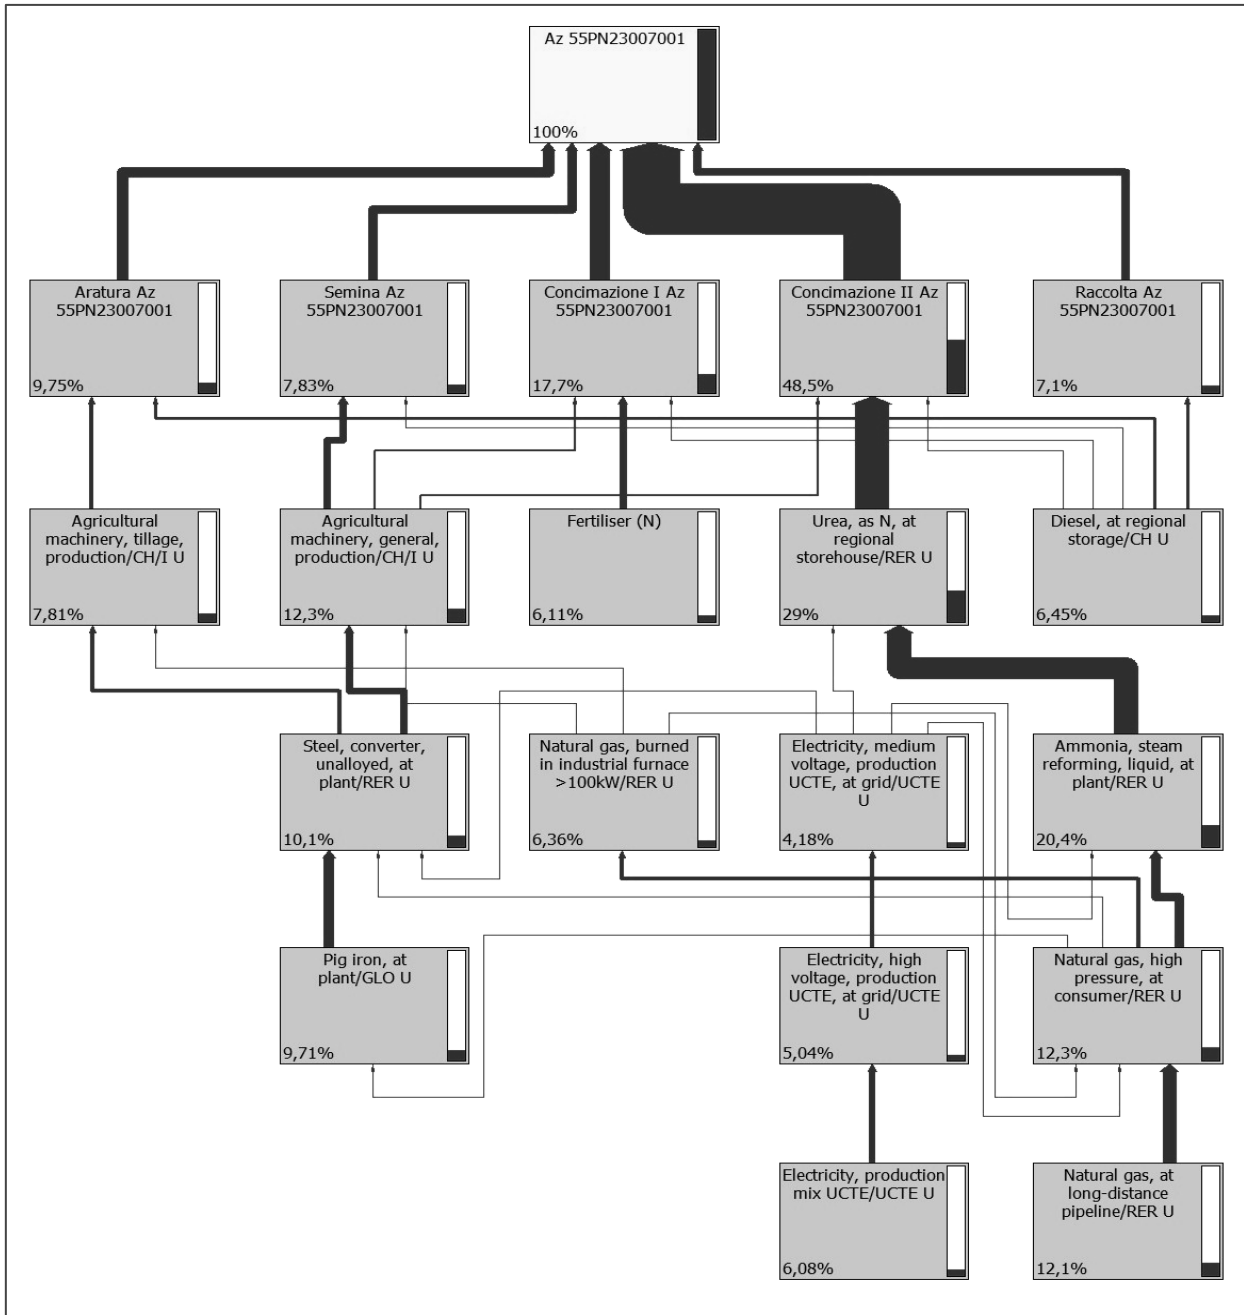 Az 55PN23007001
100%
Aratura Az
55PN23007001
9,75%
Semina Az
55PN23007001
7,83%
Concimazione I Az
55PN23007001
17,7%
Concimazione II Az
55PN23007001
48,5%
Raccolta Az
55PN23007001
7,1%
Agricultural
machinery, tillage,
production/CH/I U
7,81%
Agricultural
machinery, general,
production/CH/I U
12,3%
Fertiliser (N)
6,11%
Urea, as N, at
regional
storehouse/RER U
29%
Diesel, at regional
storage/CH U
6,45%
Steel, converter,
unalloyed, at
plant/RER U
10,1%
Natural gas, burned
in industrial furnace
>100kW/RER U
6,36%
Electricity, medium
voltage, production
UCTE, at grid/UCTE
U
4,18%
Ammonia, steam
reforming, liquid, at
plant/RER U
20,4%
Pig iron, at
plant/GLO U
9,71%
Electricity, high
voltage, production
UCTE, at grid/UCTE
U
5,04%
Natural gas, high
pressure, at
consumer/RER U
12,3%
Electricity, production
mix UCTE/UCTE U
6,08%
Natural gas, at
long-distance
pipeline/RER U
12,1%